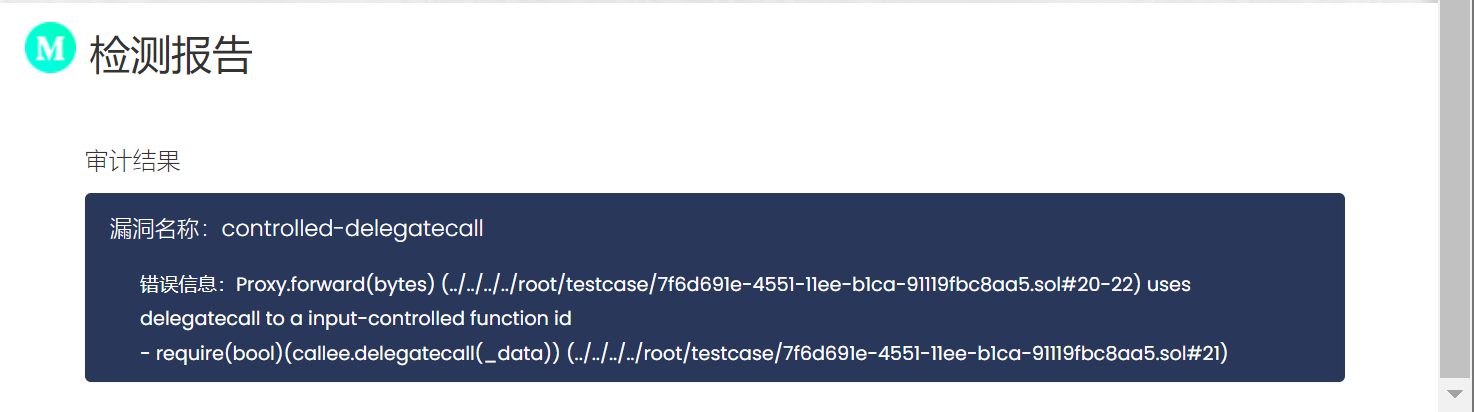 M 检测报告
审计结果
漏洞名称：controlled-delegatecall
错误信息：Proxy.forward(bytes) (../../../../root/testcase/7f6d691e-4551-11ee-b1ca-91119fbc8aa5.sol#20-22) uses
delegatecall to a input-controlled function id
- require(bool)(callee.delegatecall(_data)) (../../../../root/testcase/7f6d691e-4551-11ee-b1ca-91119fbc8aa5.sol#21)